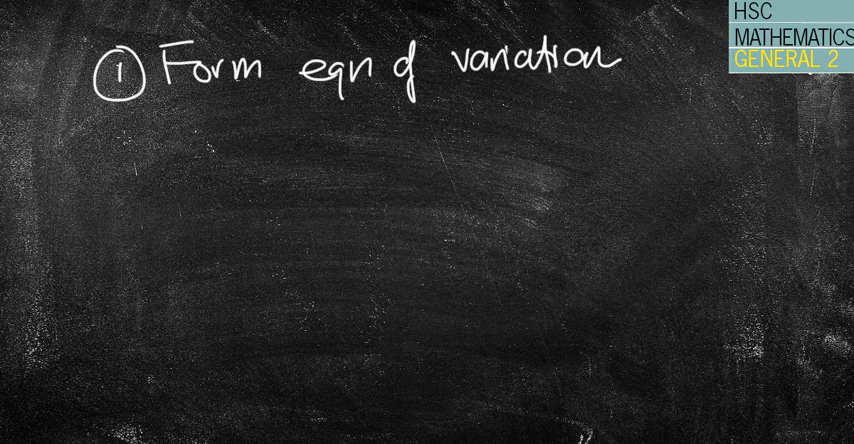 ① Form eqn of variation
HSC
MATHEMATICS
GENERAL 2